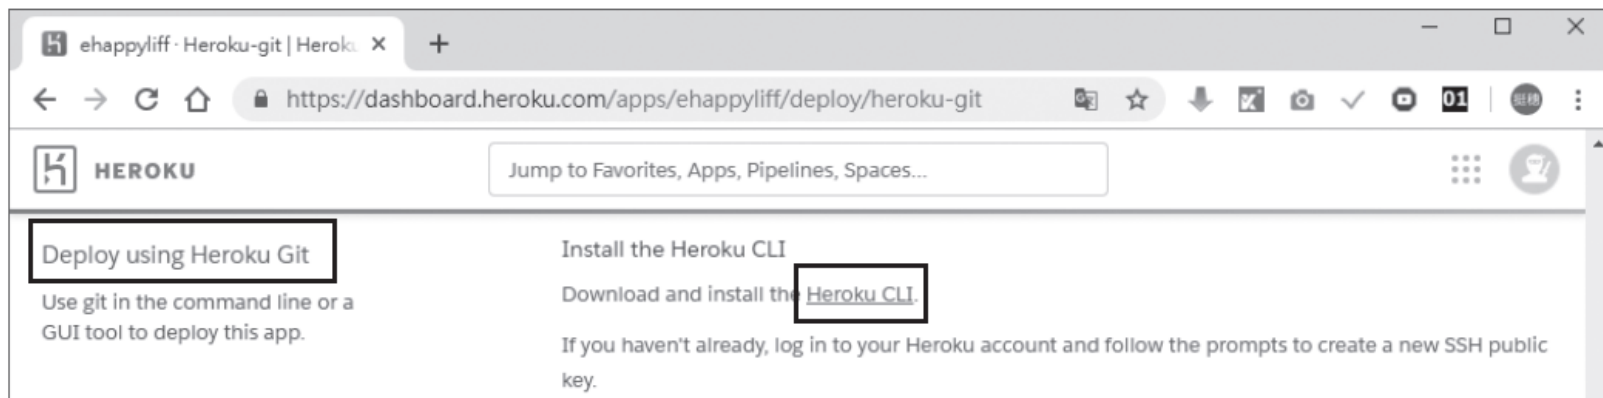 ehappyliff · Heroku-git | Heroku
https://dashboard.heroku.com/apps/ehappyliff/deploy/heroku-git
01
HEROKU
Jump to Favorites, Apps, Pipelines, Spaces...
Deploy using Heroku Git
Use git in the command line or a
GUI tool to deploy this app.
Install the Heroku CLI
Download and install the Heroku CLI.
If you haven't already, log in to your Heroku account and follow the prompts to create a new SSH public
key.